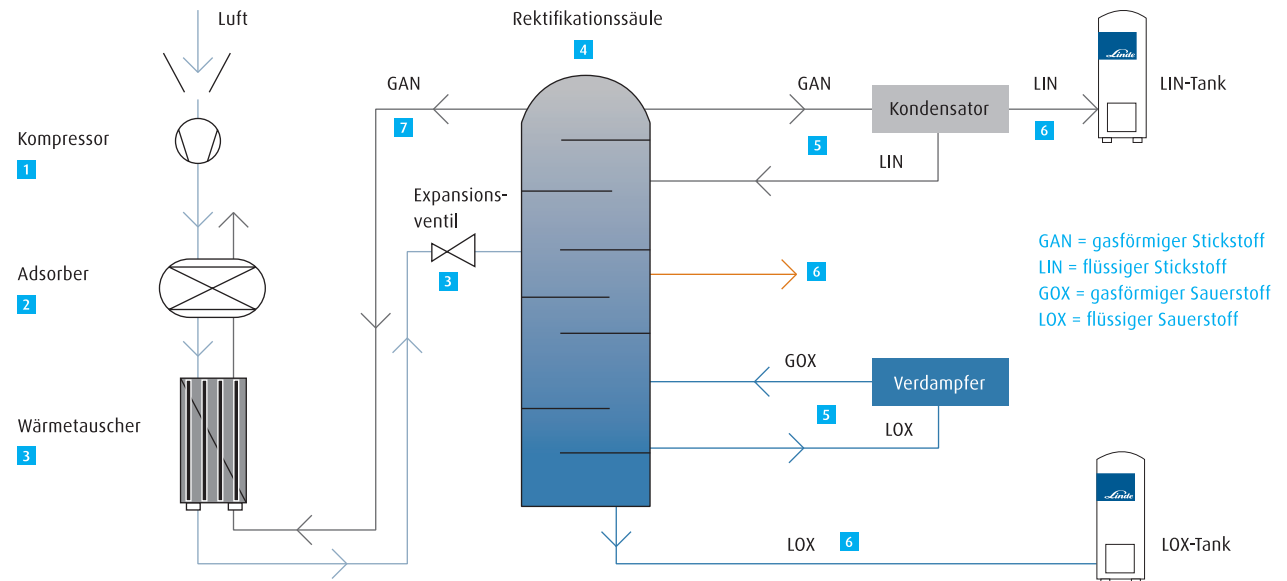 Luft
Rektifikationssäule
4
GAN
7
GAN
5
Kondensator
LIN
6
Linde
LIN-Tank
Kompressor
1
LIN
Expansions-
ventil
3
GAN = gasförmiger Stickstoff
LIN = flüssiger Stickstoff
GOX = gasförmiger Sauerstoff
LOX = flüssiger Sauerstoff
Adsorber
2
6
GOX
Verdampfer
5
LOX
Wärmetauscher
3
Linde
LOX
6
LOX-Tank